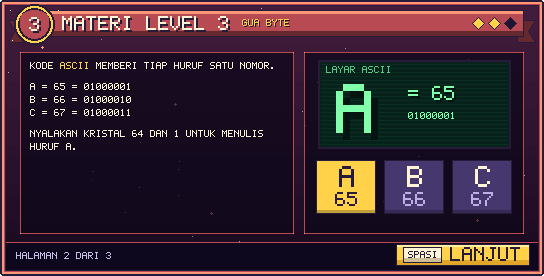 3 MATERI LEVEL 3 GUA BYTE
KODE ASCII MEMBERI TIAP HURUF SATU NOMOR.
A = 65 = 01000001
B = 66 = 01000010
C = 67 = 01000011
NYALAKAN KRISTAL 64 DAN 1 UNTUK MENULIS
HURUF A.
LAYAR ASCII
A = 65
01000001
A B C
65 66 67
HALAMAN 2 DARI 3
SPASI LANJUT